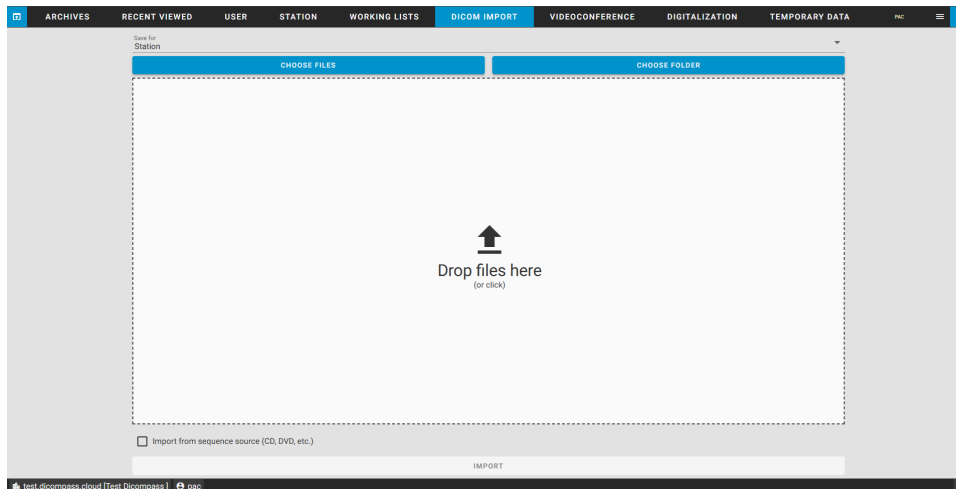 ARCHIVES RECENT VIEWED USER STATION WORKING LISTS DICOM IMPORT VIDEOCONFERENCE DIGITALIZATION TEMPORARY DATA PAC
Save for
Station
CHOOSE FILES CHOOSE FOLDER
Drop files here
(or click)
Import from sequence source (CD, DVD, etc.)
IMPORT
test.dicompass.cloud [Test Dicompass ] pac